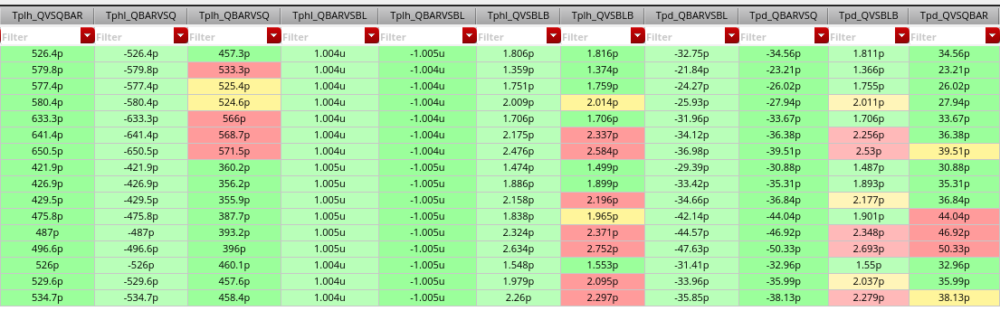 Tplh_QVSQBAR Tphl_QBARVSQ Tplh_QBARVSQ Tphl_QBARVSBL Tplh_QBARVSBL Tphl_QVSBLB Tplh_QVSBLB Tpd_QBARVSBL Tpd_QBARVSQ Tpd_QVSBLB Tpd_QVSQBAR
Filter Filter Filter Filter Filter Filter Filter Filter Filter Filter Filter
526.4p -526.4p 457.3p 1.004u -1.005u 1.806p 1.816p -32.75p -34.56p 1.811p 34.56p
579.8p -579.8p 533.3p 1.004u -1.004u 1.359p 1.374p -21.84p -23.21p 1.366p 23.21p
577.4p -577.4p 525.4p 1.004u -1.004u 1.751p 1.759p -24.27p -26.02p 1.755p 26.02p
580.4p -580.4p 524.6p 1.004u -1.004u 2.009p 2.014p -25.93p -27.94p 2.011p 27.94p
633.3p -633.3p 566p 1.004u -1.004u 1.706p 1.706p -31.96p -33.67p 1.706p 33.67p
641.4p -641.4p 568.7p 1.004u -1.004u 2.175p 2.337p -34.12p -36.38p 2.256p 36.38p
650.5p -650.5p 571.5p 1.004u -1.004u 2.476p 2.584p -36.98p -39.51p 2.53p 39.51p
421.9p -421.9p 360.2p 1.005u -1.005u 1.474p 1.499p -29.39p -30.88p 1.487p 30.88p
426.9p -426.9p 356.2p 1.005u -1.005u 1.886p 1.899p -33.42p -35.31p 1.893p 35.31p
429.5p -429.5p 355.9p 1.005u -1.005u 2.158p 2.196p -34.66p -36.84p 2.177p 36.84p
475.8p -475.8p 387.7p 1.005u -1.005u 1.838p 1.965p -42.14p -44.04p 1.901p 44.04p
487p -487p 393.2p 1.005u -1.005u 2.324p 2.371p -44.57p -46.92p 2.348p 46.92p
496.6p -496.6p 396p 1.005u -1.005u 2.634p 2.752p -47.63p -50.33p 2.693p 50.33p
526p -526p 460.1p 1.004u -1.005u 1.548p 1.553p -31.41p -32.96p 1.55p 32.96p
529.6p -529.6p 457.6p 1.004u -1.005u 1.979p 2.095p -33.96p -35.99p 2.037p 35.99p
534.7p -534.7p 458.4p 1.004u -1.005u 2.26p 2.297p -35.85p -38.13p 2.279p 38.13p